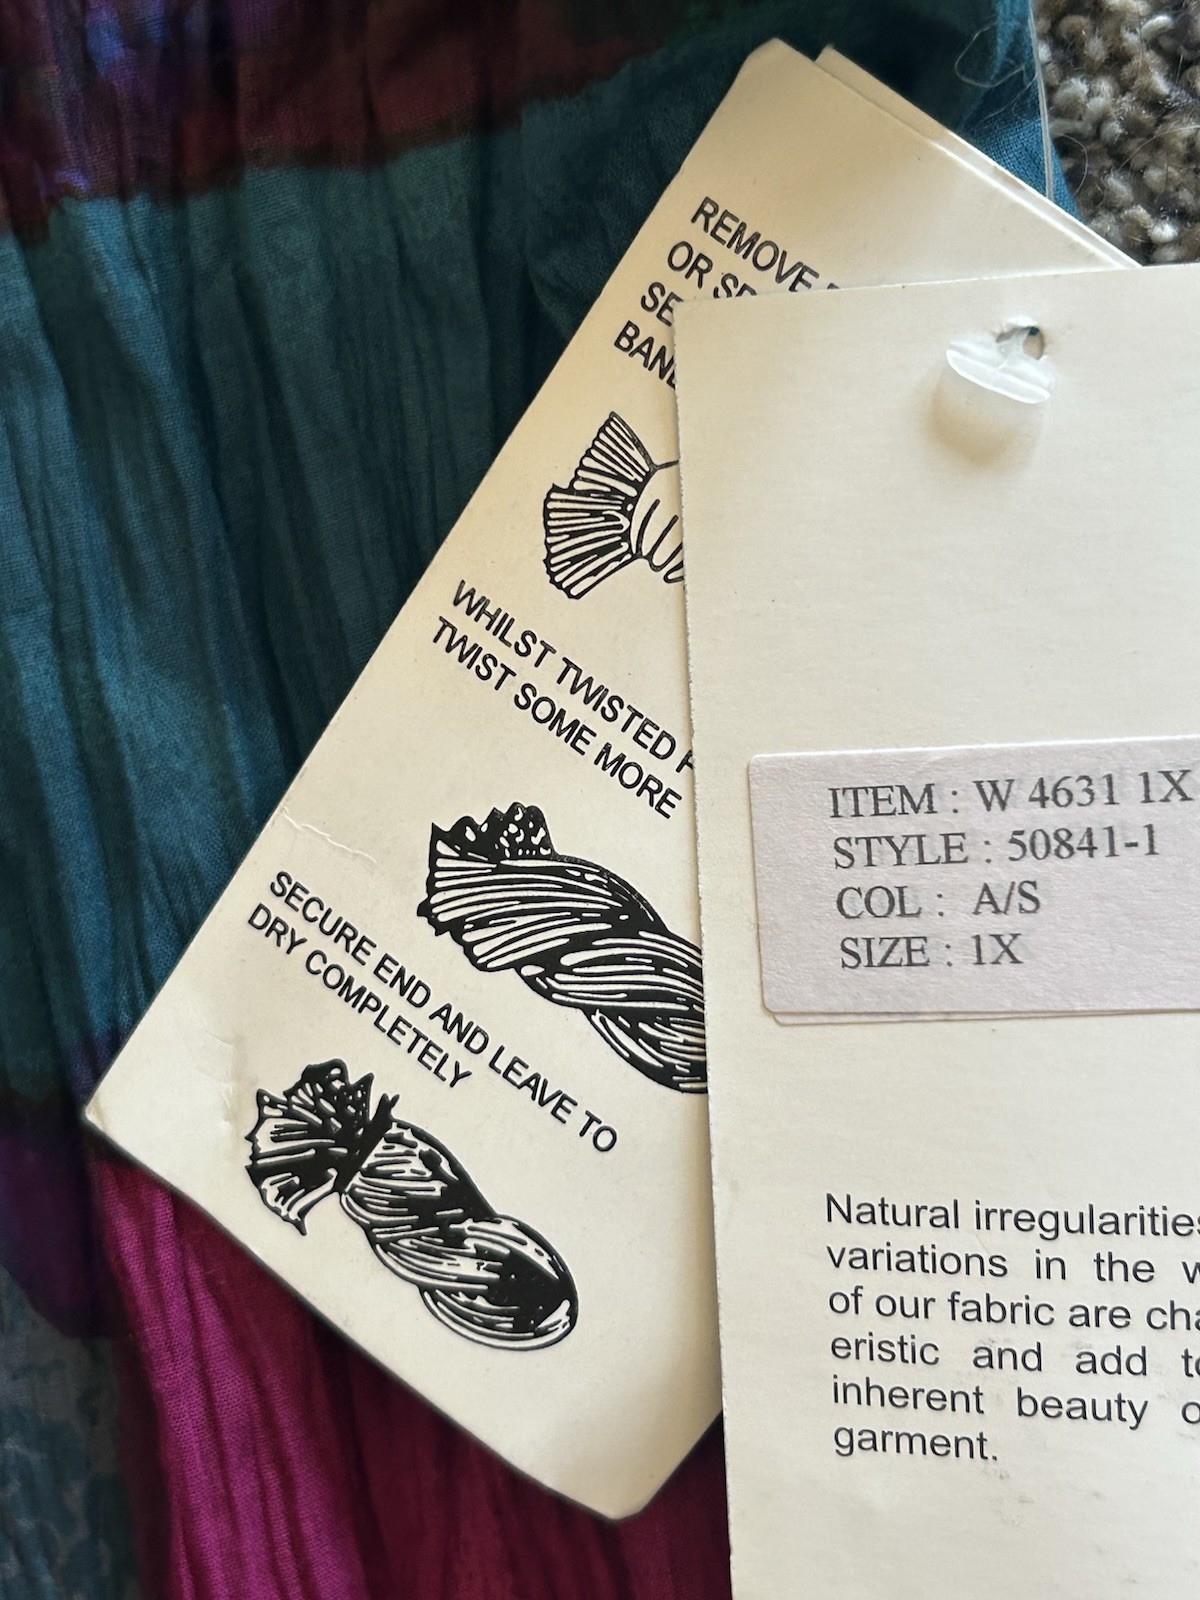 REMOVE
OR
WHILST TWISTED
TWIST SOME MORE
SECURE END AND LEAVE TO
DRY COMPLETELY
ITEM : W 4631 1X
STYLE : 50841-1
COL : A/S
SIZE : 1X
Natural irregularities
variations in the
of our fabric are
eristic and add
inherent beauty
garment.